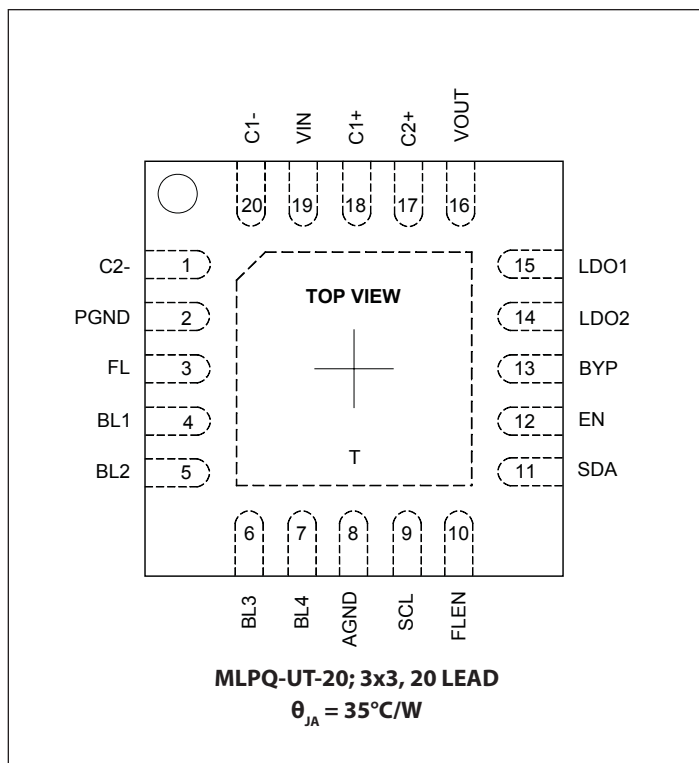 C1-
VIN
C1+
C2+
VOUT
20
19
18
17
16
C2-
1
PGND
2
FL
3
BL1
4
BL2
5
TOP VIEW
T
15
LDO1
14
LDO2
13
BYP
12
EN
11
SDA
6
7
8
9
10
BL3
BL4
AGND
SCL
FLEN
MLPQ-UT-20; 3x3, 20 LEAD
θJA = 35°C/W